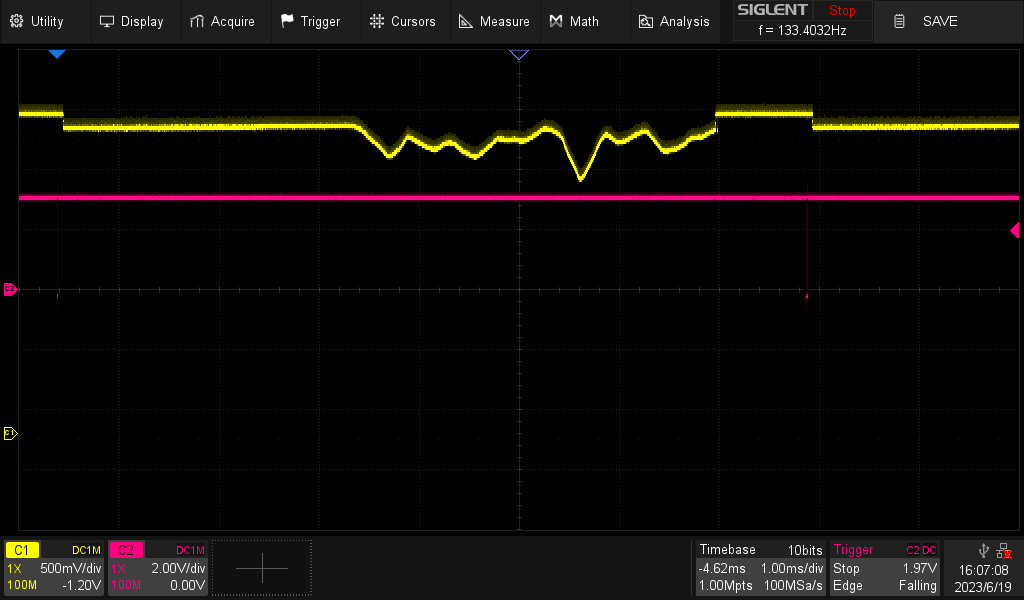 Utility Display Acquire Trigger Cursors Measure Math Analysis SIGLENT Stop SAVE
f = 133.4032Hz
C2
C1
C1 DC1M C2 DC1M Timebase 10bits Trigger C2 DC
1X 500mV/div 1X 2.00V/div -4.62ms 1.00ms/div Stop 1.97V 16:07:08
100M -1.20V 100M 0.00V 1.00Mpts 100MSa/s Edge Falling 2023/6/19